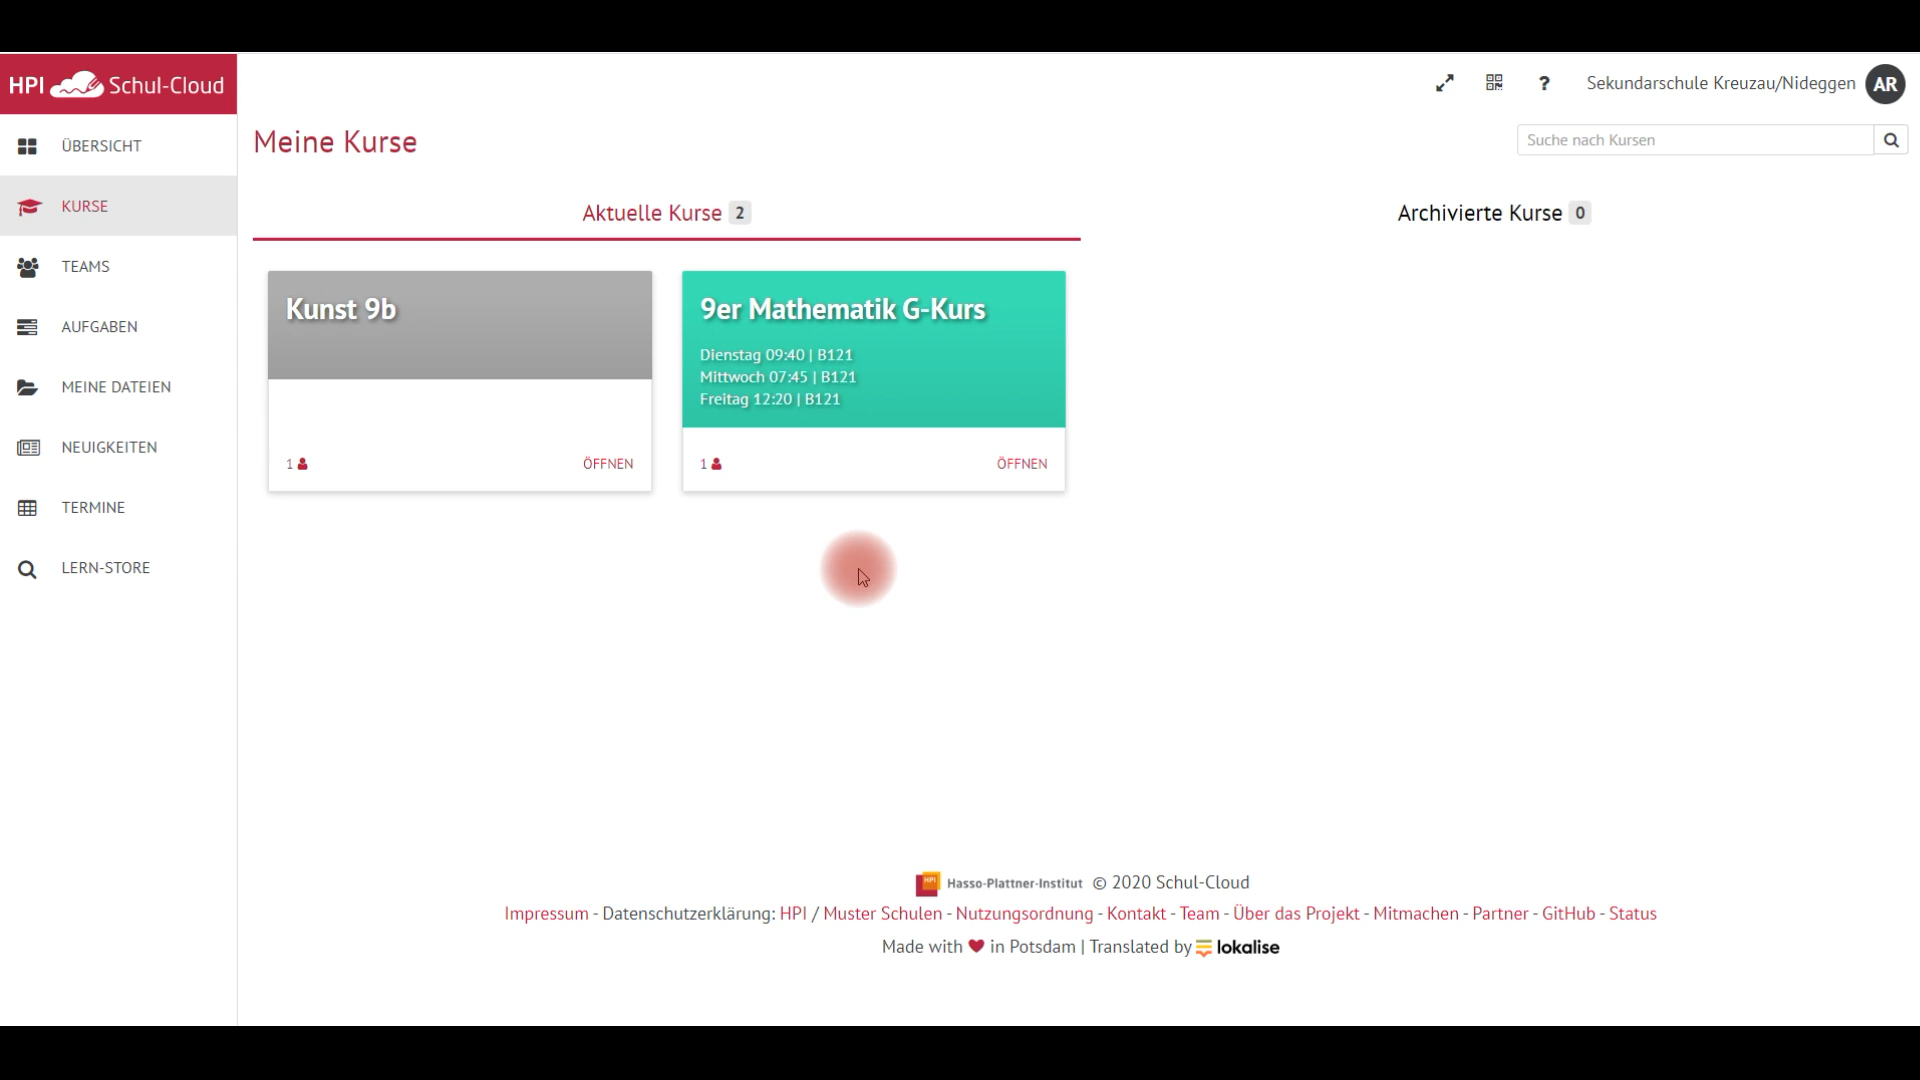 HPI Schul-Cloud
Sekundarschule Kreuzau/Nideggen AR
ÜBERSICHT
KURSE
TEAMS
AUFGABEN
MEINE DATEIEN
NEUIGKEITEN
TERMINE
LERN-STORE
Meine Kurse
Suche nach Kursen
Aktuelle Kurse 2
Archivierte Kurse 0
Kunst 9b
1
ÖFFNEN
9er Mathematik G-Kurs
Dienstag 09:40 | B121
Mittwoch 07:45 | B121
Freitag 12:20 | B121
1
ÖFFNEN
HPI Hasso-Plattner-Institut © 2020 Schul-Cloud
Impressum - Datenschutzerklärung: HPI / Muster Schulen - Nutzungsordnung - Kontakt - Team - Über das Projekt - Mitmachen - Partner - GitHub - Status
Made with ♥ in Potsdam | Translated by lokalise